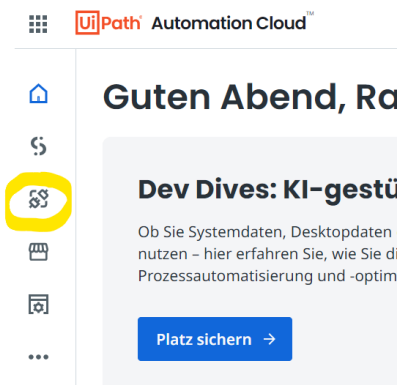 UiPath Automation Cloud™
Guten Abend, Ra
Dev Dives: KI-gestü
Ob Sie Systemdaten, Desktopdaten
nutzen – hier erfahren Sie, wie Sie di
Prozessautomatisierung und -optim
Platz sichern →